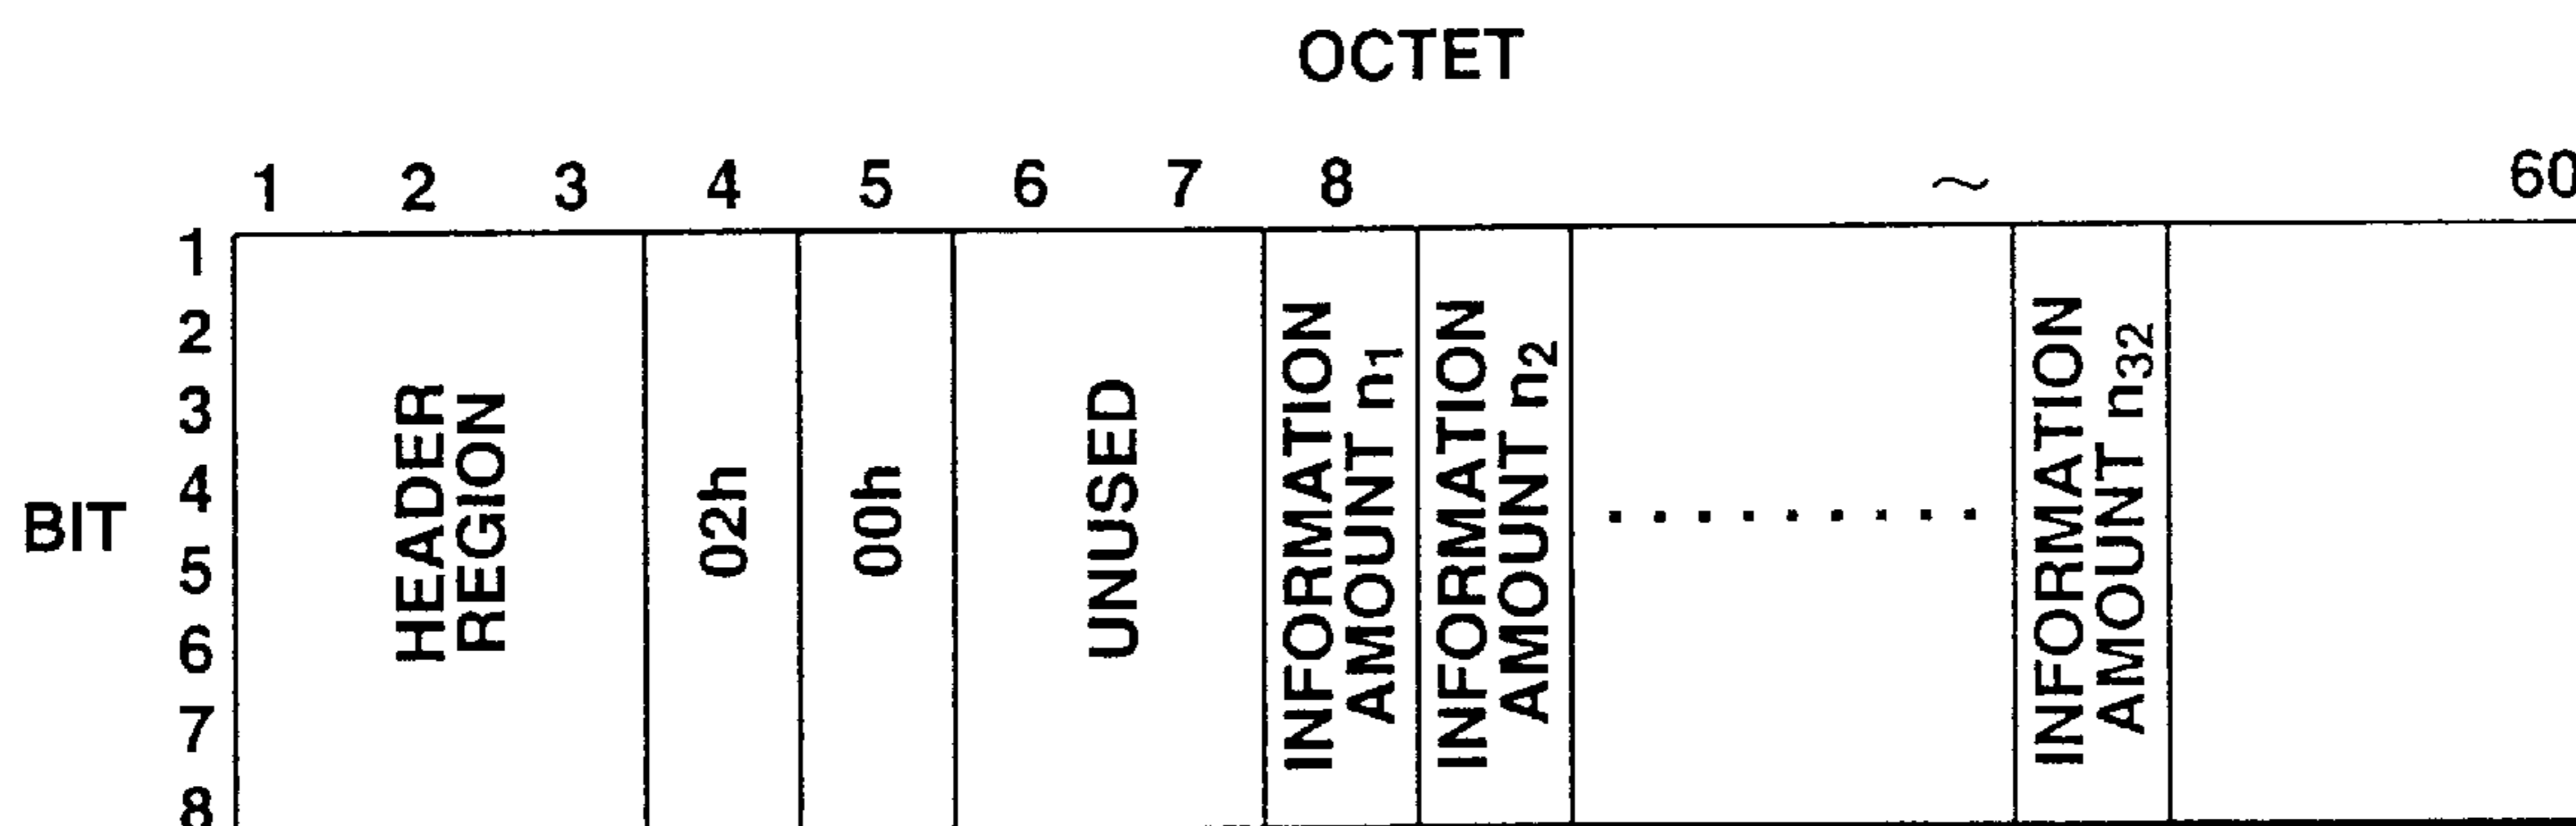 OCTET
1 2 3 4 5 6 7 8 ~ 60
BIT
1
2
3
4
5
6
7
8
HEADER
REGION
02h
00h
UNUSED
INFORMATION
AMOUNT n1
INFORMATION
AMOUNT n2
.........
INFORMATION
AMOUNT n32